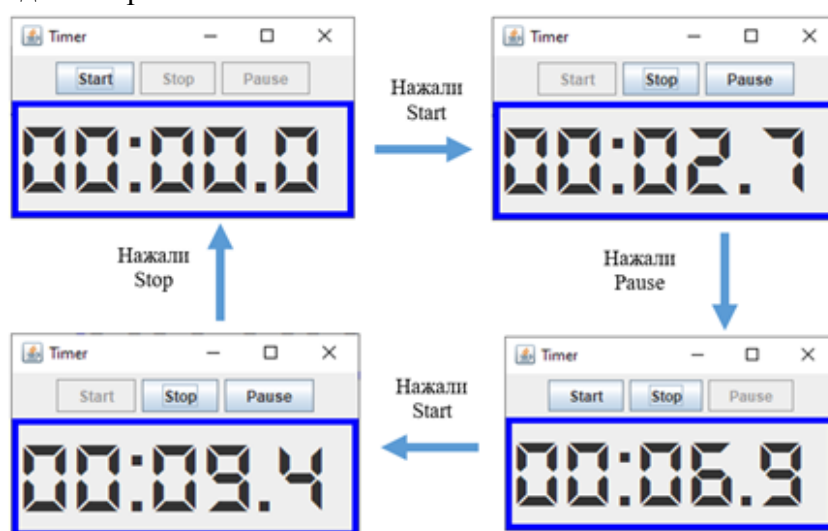 Timer
Start Stop Pause
00:00.0
Нажали
Start
Timer
Start Stop Pause
00:02.7
Нажали
Stop
Нажали
Pause
Timer
Start Stop Pause
00:09.4
Нажали
Start
Timer
Start Stop Pause
00:06.9